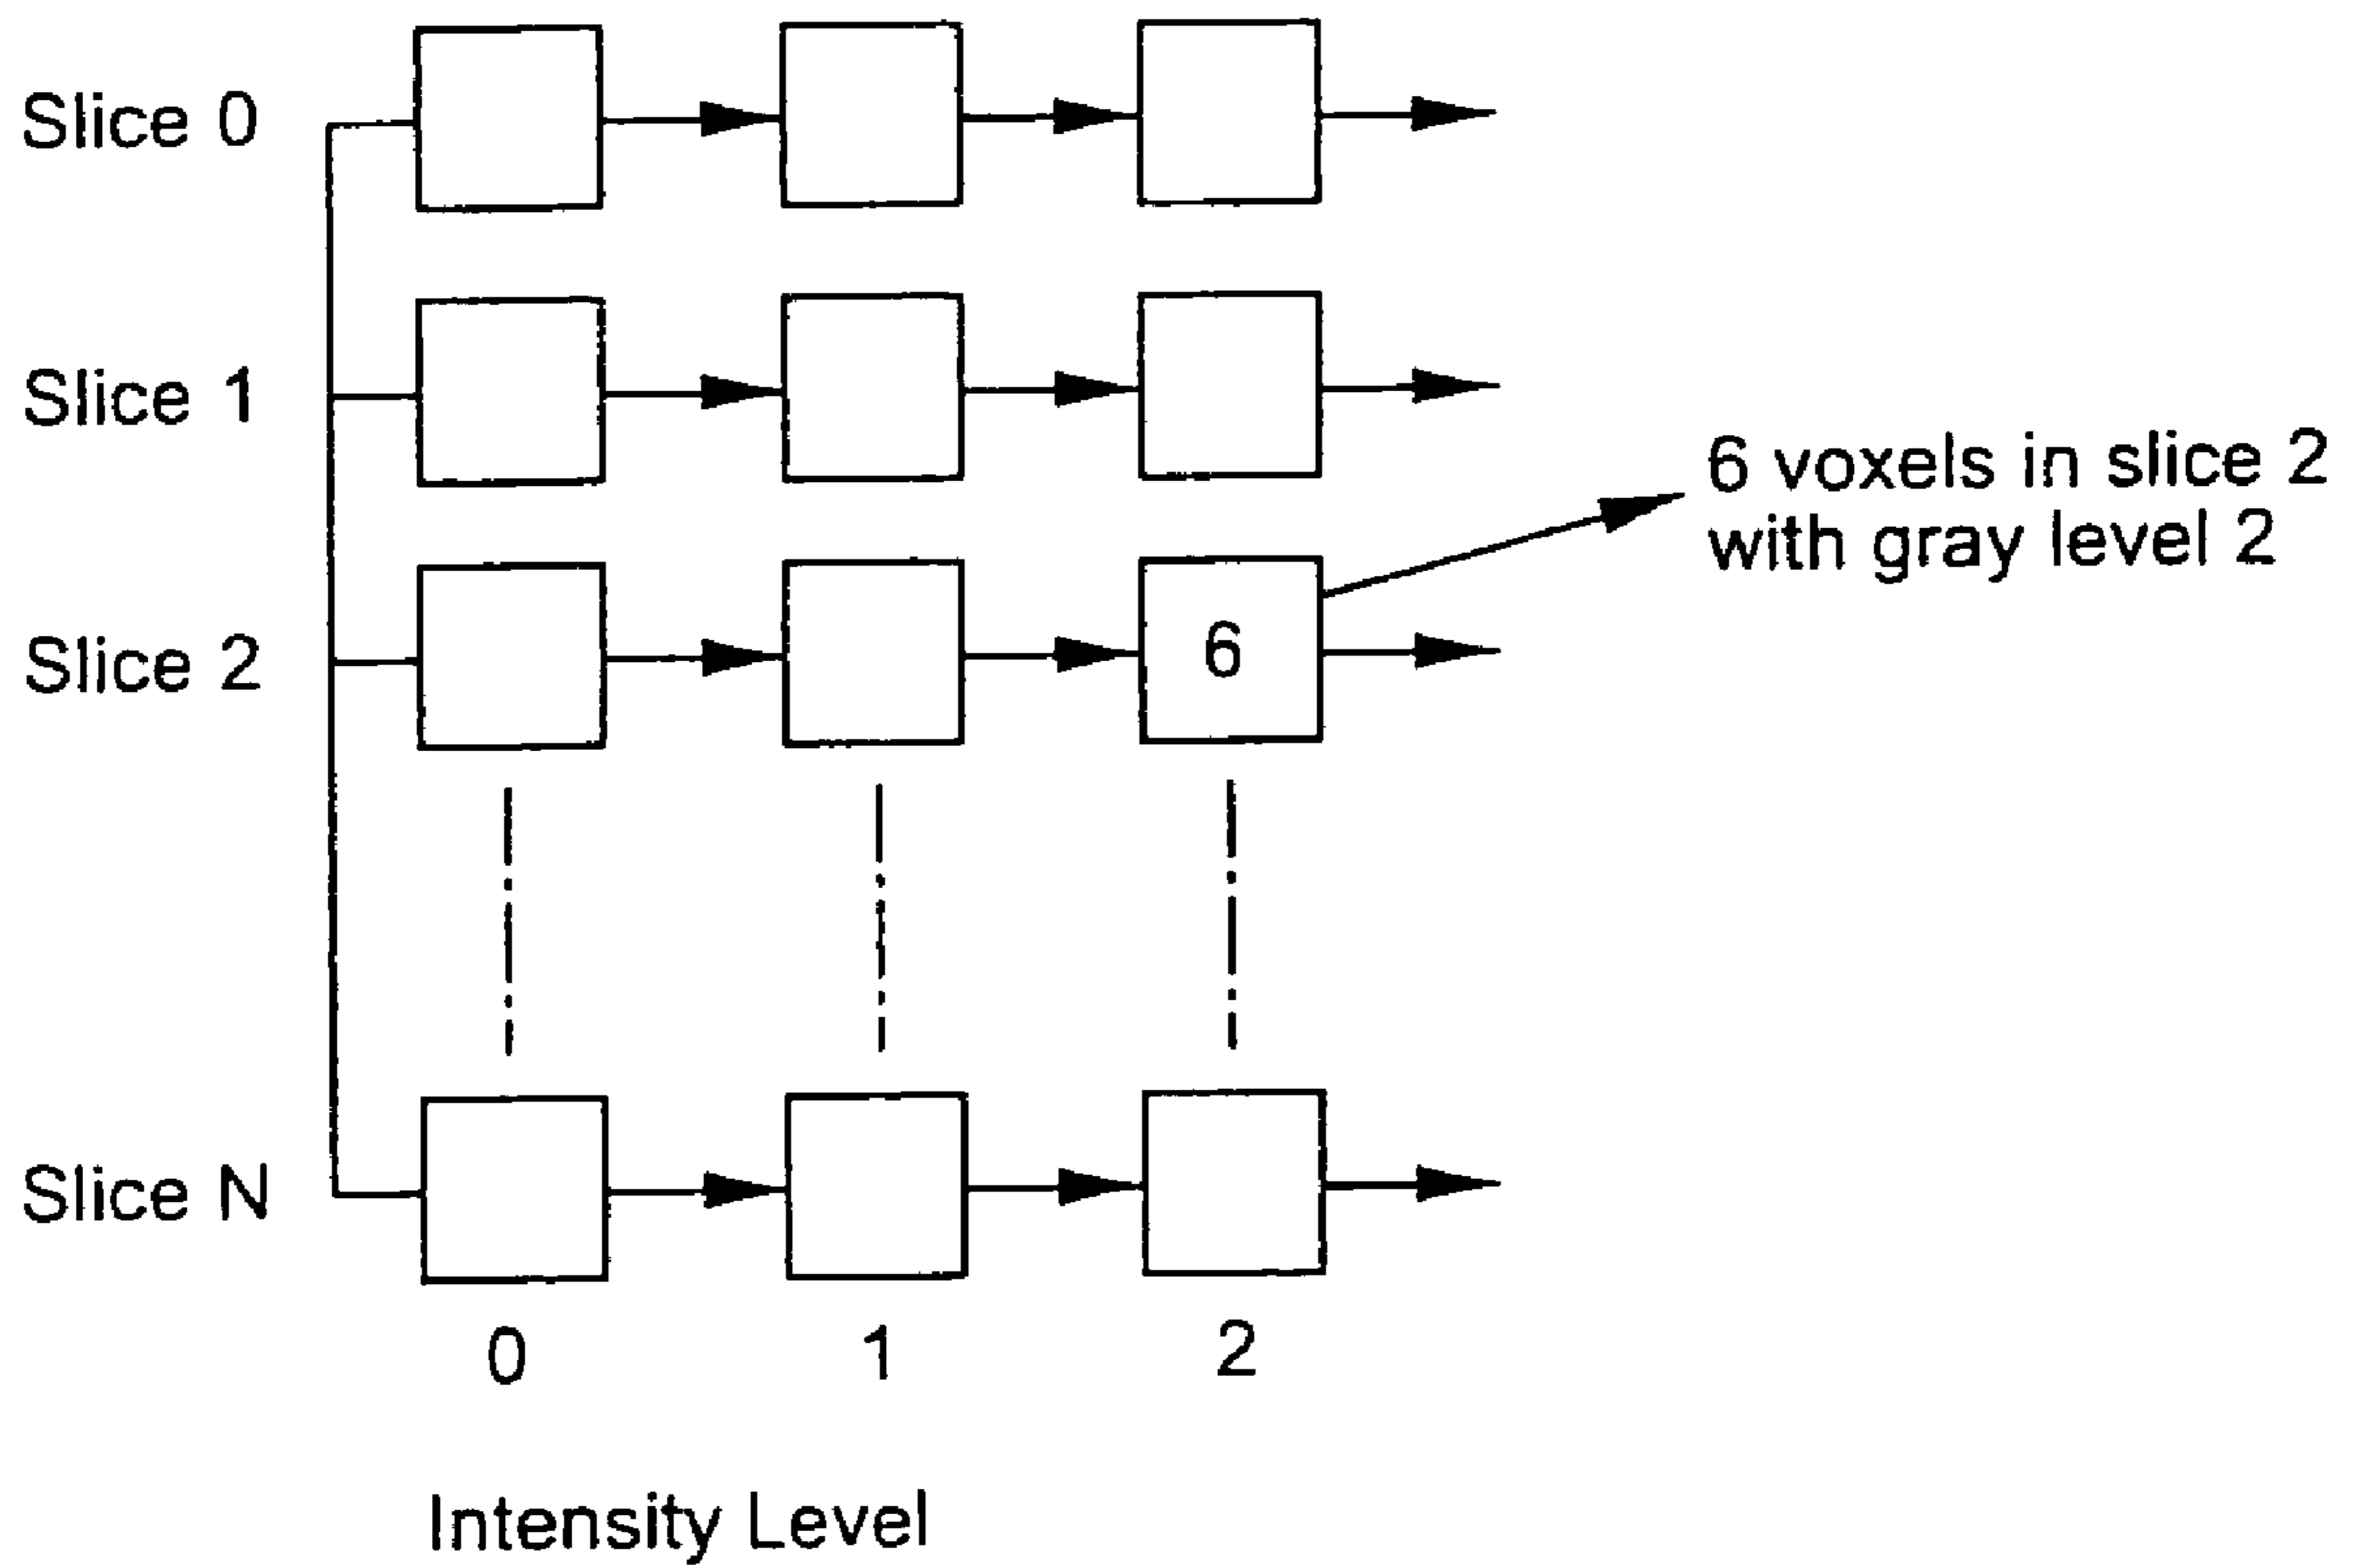 Slice 0
Slice 1
6 voxels in slice 2
with gray level 2
Slice 2
6
Slice N
0 1 2
Intensity Level